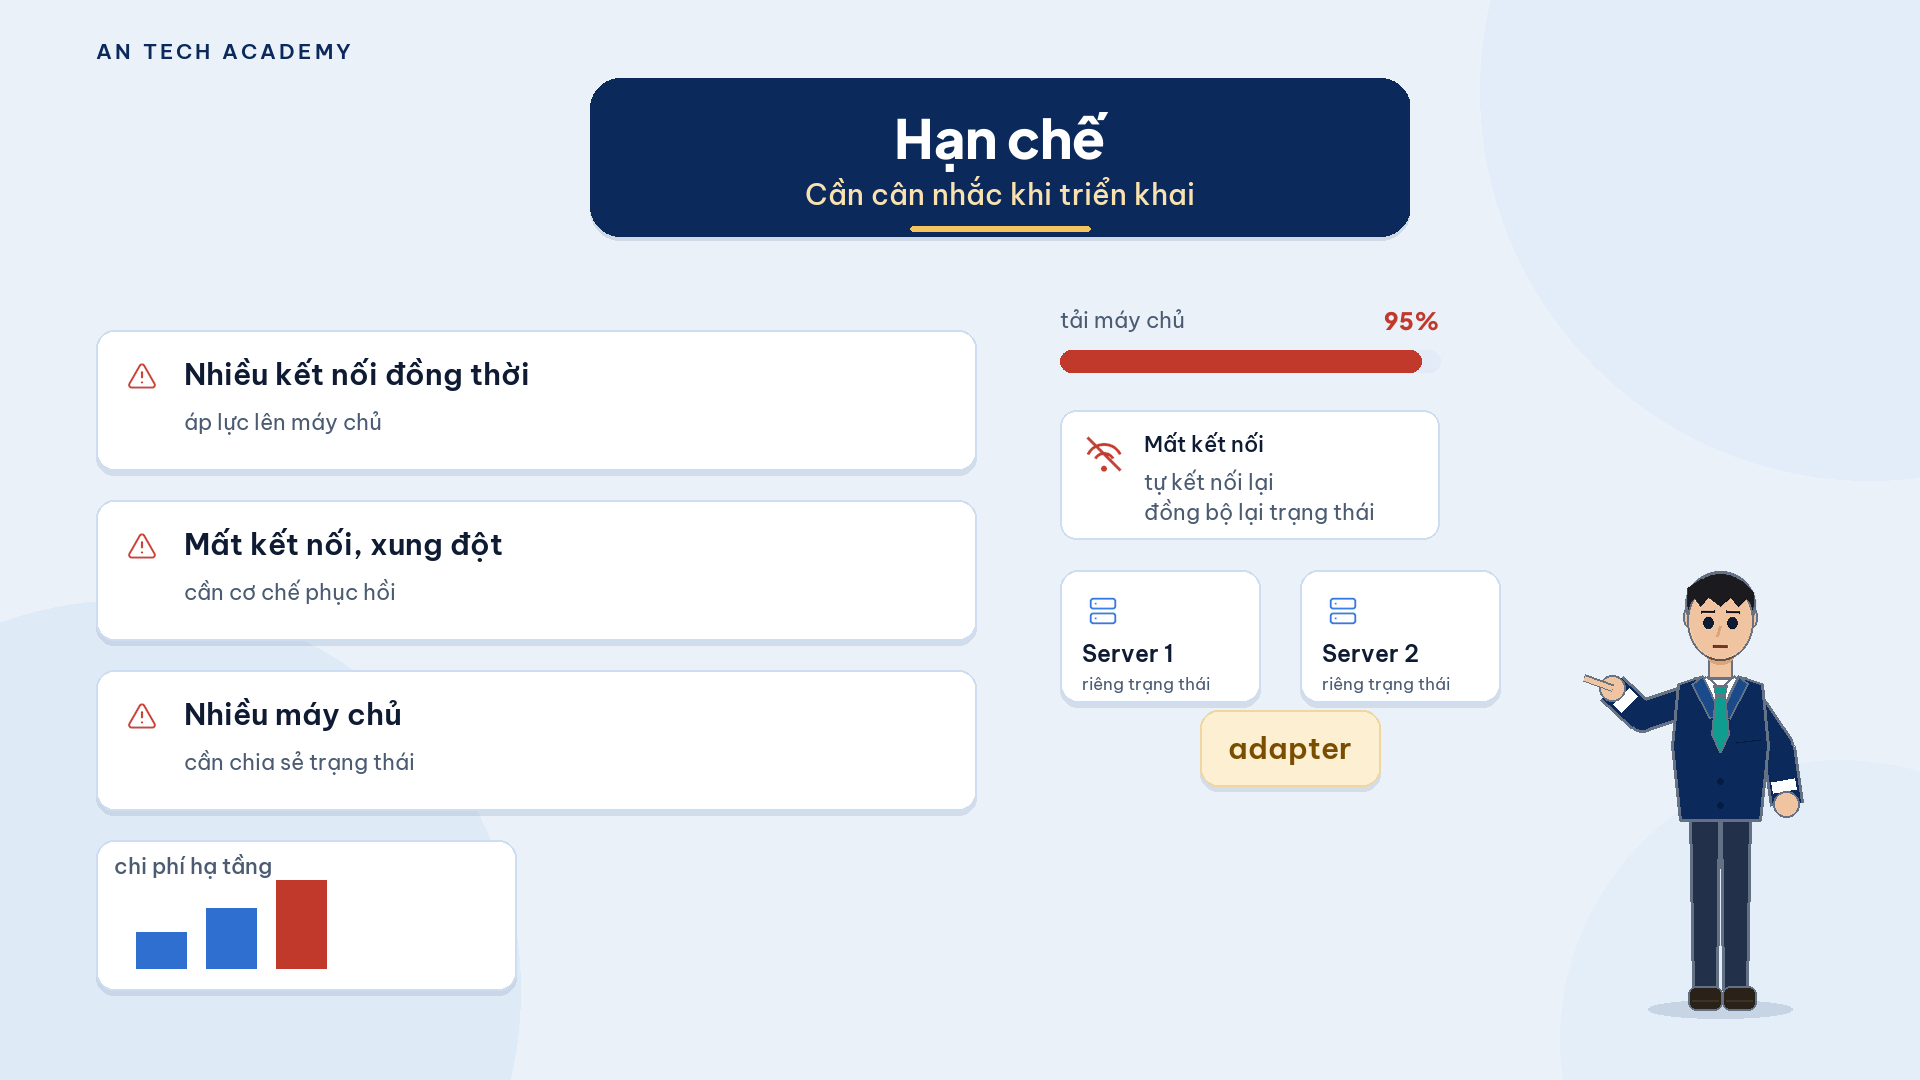 AN TECH ACADEMY
Hạn chế
Cần cân nhắc khi triển khai
Nhiều kết nối đồng thời
áp lực lên máy chủ
Mất kết nối, xung đột
cần cơ chế phục hồi
Nhiều máy chủ
cần chia sẻ trạng thái
chi phí hạ tầng
tải máy chủ 95%
Mất kết nối
tự kết nối lại
đồng bộ lại trạng thái
Server 1
riêng trạng thái
Server 2
riêng trạng thái
adapter